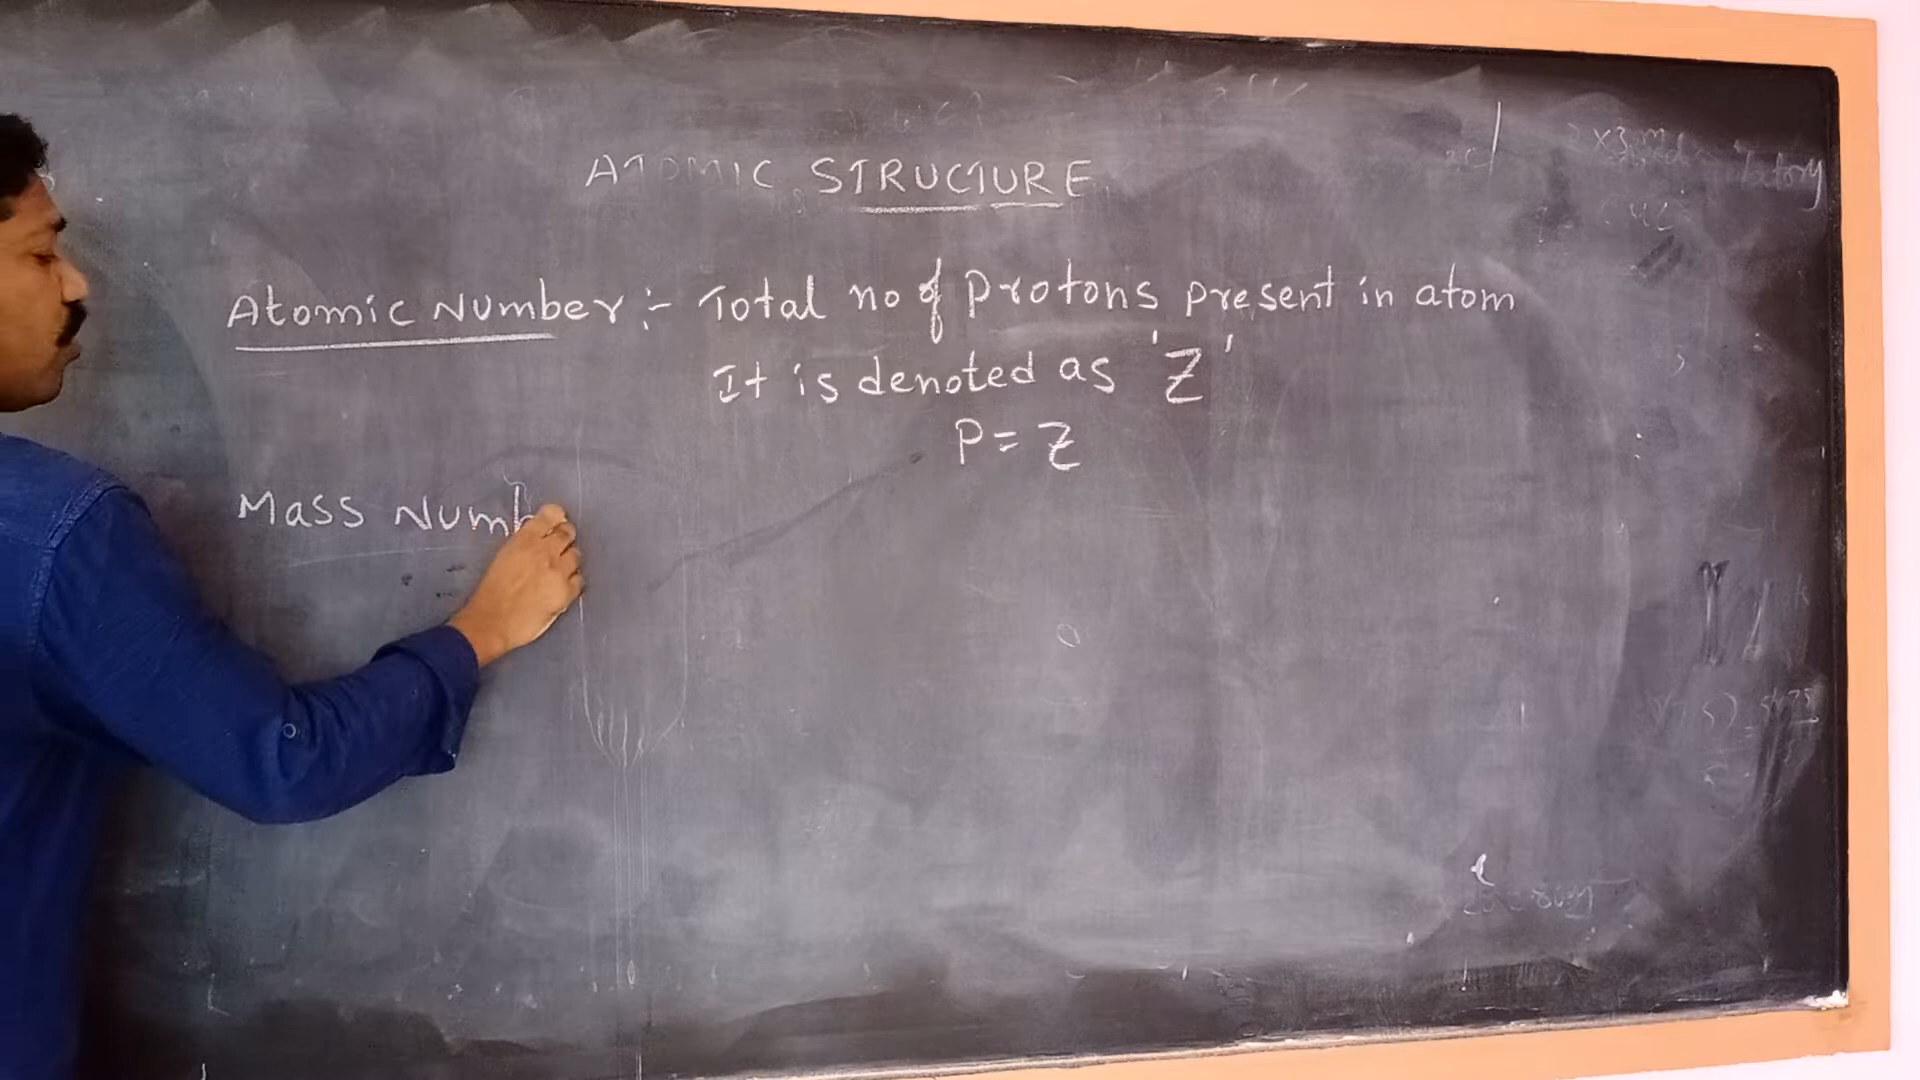 ATOMIC STRUCTURE
Atomic Number :- Total no of protons present in atom
It is denoted as 'Z'
P = Z
Mass Numb